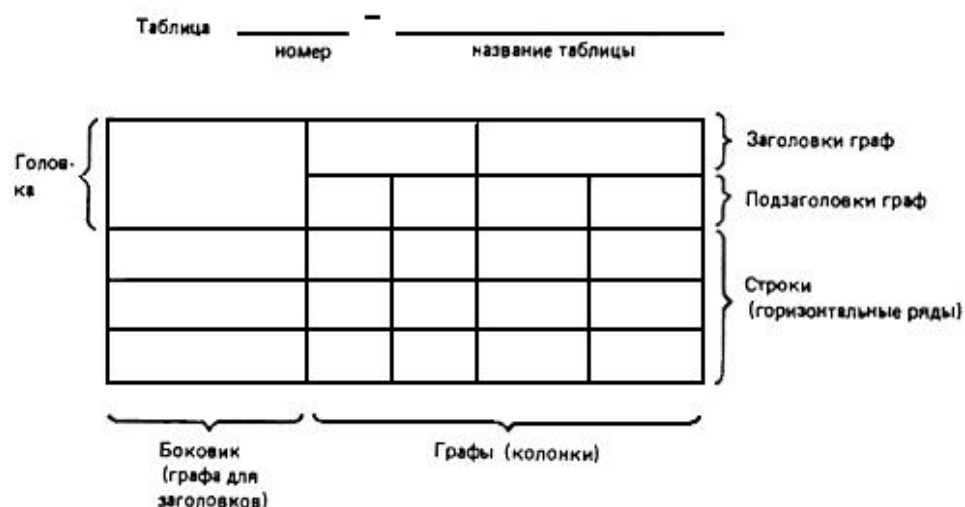 Таблица –
номер название таблицы
Голов-
ка
Заголовки граф
Подзаголовки граф
Строки
(горизонтальные ряды)
Боковик
(графа для
заголовков)
Графы (колонки)